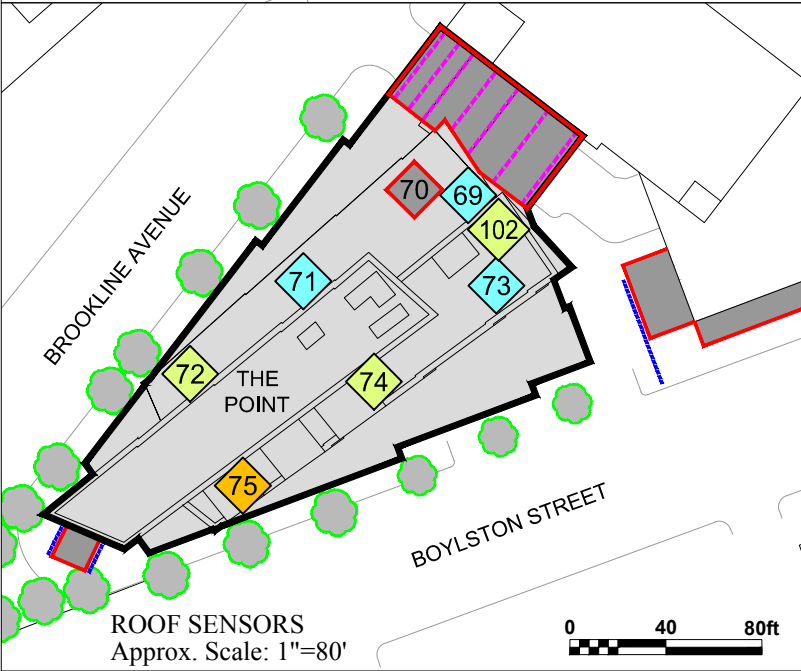 70
69
102
71
73
BROOKLINE AVENUE
72
THE
POINT
74
75
BOYLSTON STREET
ROOF SENSORS
Approx. Scale: 1"=80'
0 40 80ft